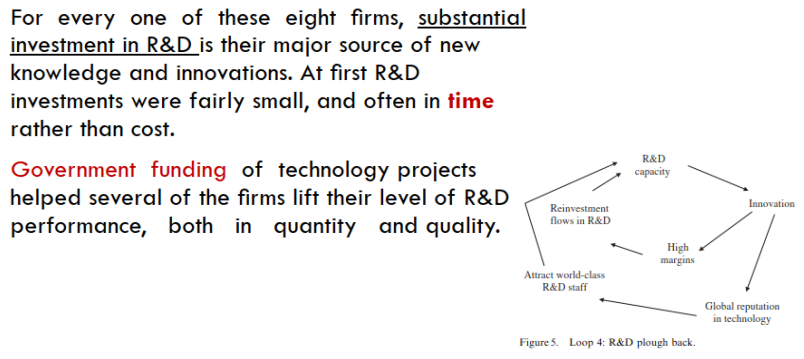 For every one of these eight firms, substantial
investment in R&D is their major source of new
knowledge and innovations. At first R&D
investments were fairly small, and often in time
rather than cost.
Government funding of technology projects
helped several of the firms lift their level of R&D
performance, both in quantity and quality.
R&D
capacity
Reinvestment
flows in R&D
Innovation
High
margins
Attract world-class
R&D staff
Global reputation
in technology
Figure 5. Loop 4: R&D plough back.